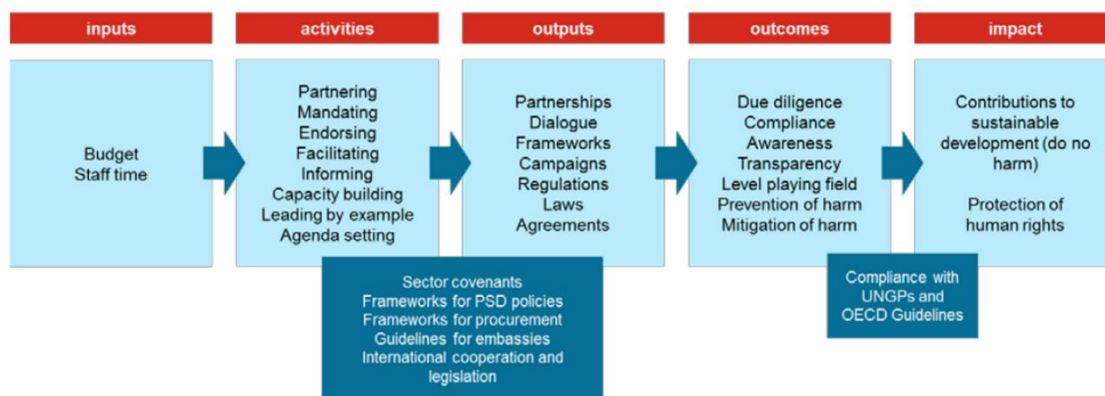 inputs
activities
outputs
outcomes
impact
Budget
Staff time
Partnering
Mandating
Endorsing
Facilitating
Informing
Capacity building
Leading by example
Agenda setting
Partnerships
Dialogue
Frameworks
Campaigns
Regulations
Laws
Agreements
Due diligence
Compliance
Awareness
Transparency
Level playing field
Prevention of harm
Mitigation of harm
Contributions to
sustainable
development (do no
harm)
Protection of
human rights
Sector covenants
Frameworks for PSD policies
Frameworks for procurement
Guidelines for embassies
International cooperation and
legislation
Compliance with
UNGPs and
OECD Guidelines